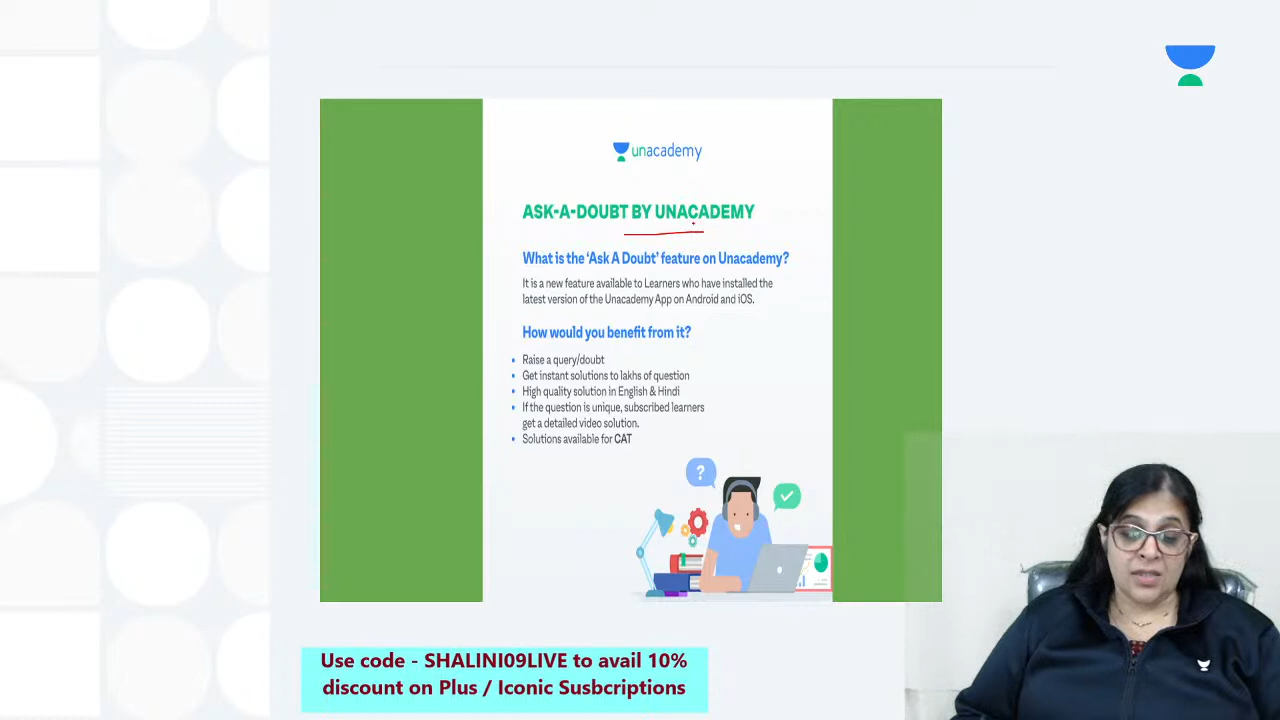 unacademy
ASK-A-DOUBT BY UNACADEMY
What is the ‘Ask A Doubt’ feature on Unacademy?
It is a new feature available to Learners who have installed the
latest version of the Unacademy App on Android and iOS.
How would you benefit from it?
• Raise a query/doubt
• Get instant solutions to lakhs of question
• High quality solution in English & Hindi
• If the question is unique, subscribed learners
get a detailed video solution.
• Solutions available for CAT
?
Use code - SHALINI09LIVE to avail 10%
discount on Plus / Iconic Susbcriptions